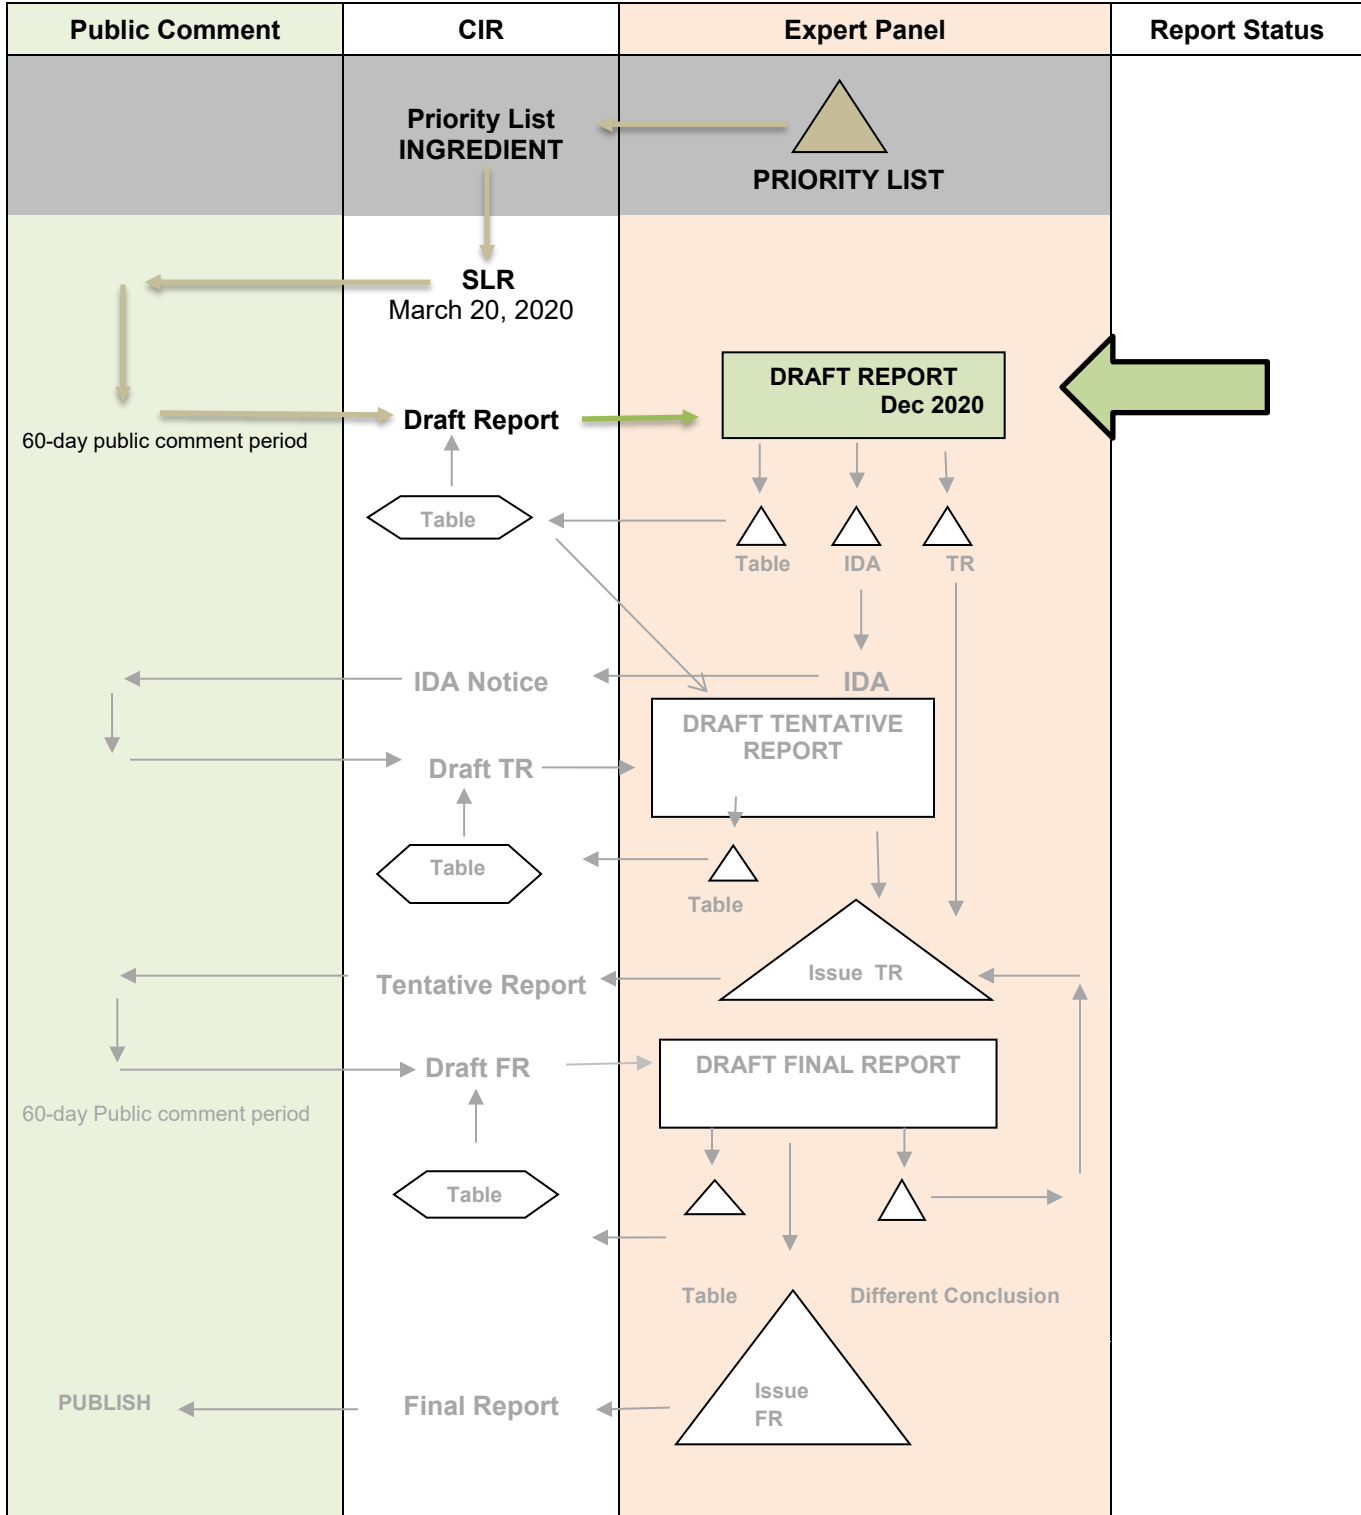 Public Comment
CIR
Expert Panel
Report Status
Priority List
INGREDIENT
PRIORITY LIST
SLR
March 20, 2020
DRAFT REPORT
Dec 2020
60-day public comment period
Draft Report
Table
Table
IDA
TR
IDA Notice
IDA
DRAFT TENTATIVE
REPORT
Draft TR
Table
Table
Issue TR
Tentative Report
Draft FR
DRAFT FINAL REPORT
60-day Public comment period
Table
Table
Different Conclusion
PUBLISH
Final Report
Issue
FR